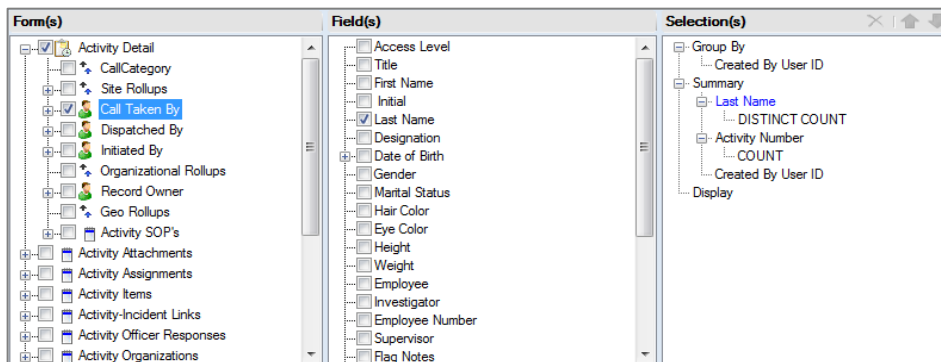 Form(s)
Activity Detail
CallCategory
Site Rollups
Call Taken By
Dispatched By
Initiated By
Organizational Rollups
Record Owner
Geo Rollups
Activity SOP's
Activity Attachments
Activity Assignments
Activity Items
Activity-Incident Links
Activity Officer Responses
Activity Organizations
Field(s)
Access Level
Title
First Name
Initial
Last Name
Designation
Date of Birth
Gender
Marital Status
Hair Color
Eye Color
Height
Weight
Employee
Investigator
Employee Number
Supervisor
Flag Notes
Selection(s)
Group By
Created By User ID
Summary
Last Name
DISTINCT COUNT
Activity Number
COUNT
Created By User ID
Display